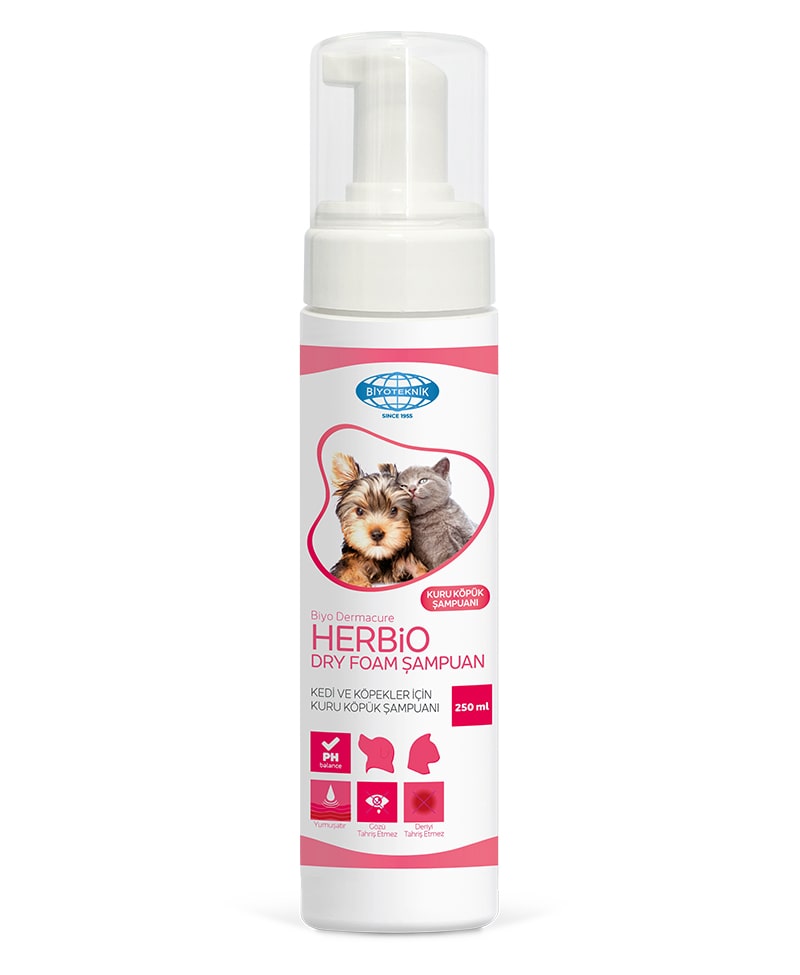 BİYOTEKNİK
SINCE 1955
KURU KÖPÜK
ŞAMPUANI
Biyo Dermacure
HERBiO
DRY FOAM ŞAMPUAN
KEDİ VE KÖPEKLER İÇİN
KURU KÖPÜK ŞAMPUANI
250 ml
PH
balance
Yumuşatır
Gözü
Tahriş Etmez
Deriyi
Tahriş Etmez